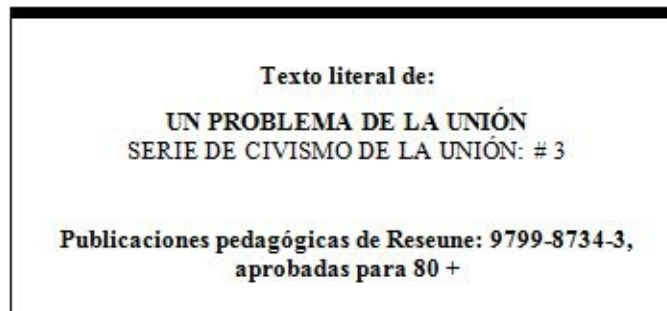 Texto literal de:
UN PROBLEMA DE LA UNIÓN
SERIE DE CIVISMO DE LA UNIÓN: # 3
Publicaciones pedagógicas de Reseune: 9799-8734-3,
aprobadas para 80 +